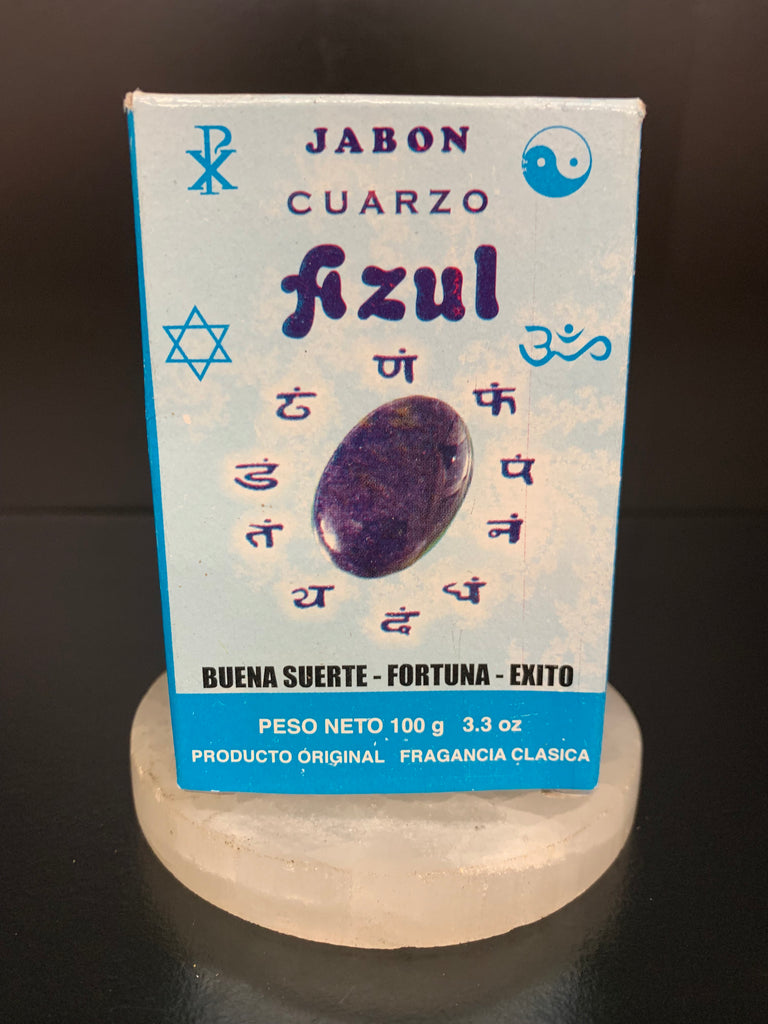 JABON
CUARZO
Azul
ॐ
णं
ठं
फं
डं
पं
तं
नं
थ
धं
दं
BUENA SUERTE - FORTUNA - EXITO
PESO NETO 100 g 3.3 oz
PRODUCTO ORIGINAL FRAGANCIA CLASICA